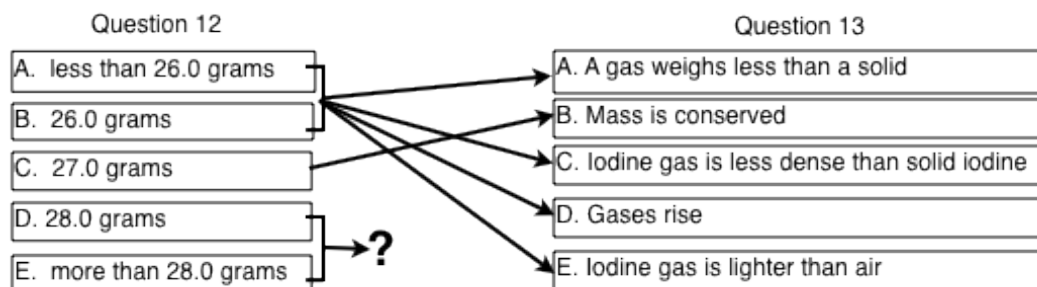 Question 12
A.  less than 26.0 grams
B.  26.0 grams
C.  27.0 grams
D. 28.0 grams
E.  more than 28.0 grams
?
Question 13
A. A gas weighs less than a solid
B. Mass is conserved
C. Iodine gas is less dense than solid iodine
D. Gases rise
E. Iodine gas is lighter than air